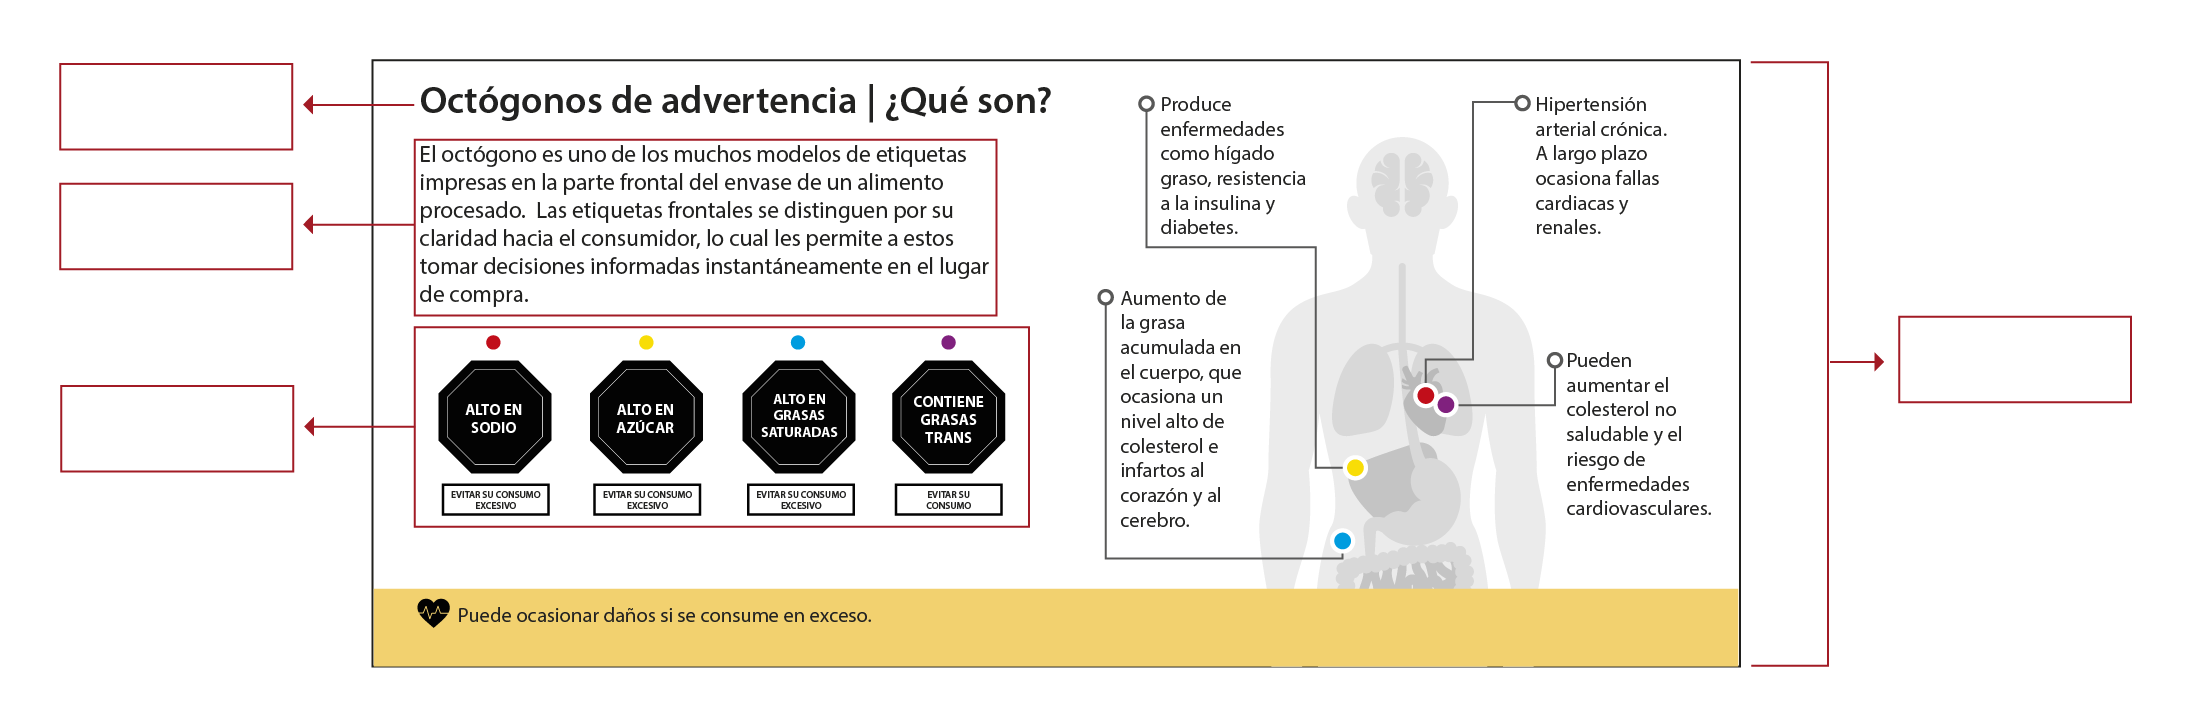 Octógonos de advertencia | ¿Qué son?
El octógono es uno de los muchos modelos de etiquetas
impresas en la parte frontal del envase de un alimento
procesado.  Las etiquetas frontales se distinguen por su
claridad hacia el consumidor, lo cual les permite a estos
tomar decisiones informadas instantáneamente en el lugar
de compra.
ALTO EN
SODIO
EVITAR SU CONSUMO
EXCESIVO
ALTO EN
AZÚCAR
EVITAR SU CONSUMO
EXCESIVO
ALTO EN
GRASAS
SATURADAS
EVITAR SU CONSUMO
EXCESIVO
CONTIENE
GRASAS
TRANS
EVITAR SU
CONSUMO
Produce
enfermedades
como hígado
graso, resistencia
a la insulina y
diabetes.
Aumento de
la grasa
acumulada en
el cuerpo, que
ocasiona un
nivel alto de
colesterol e
infartos al
corazón y al
cerebro.
Hipertensión
arterial crónica.
A largo plazo
ocasiona fallas
cardiacas y
renales.
Pueden
aumentar el
colesterol no
saludable y el
riesgo de
enfermedades
cardiovasculares.
Puede ocasionar daños si se consume en exceso.